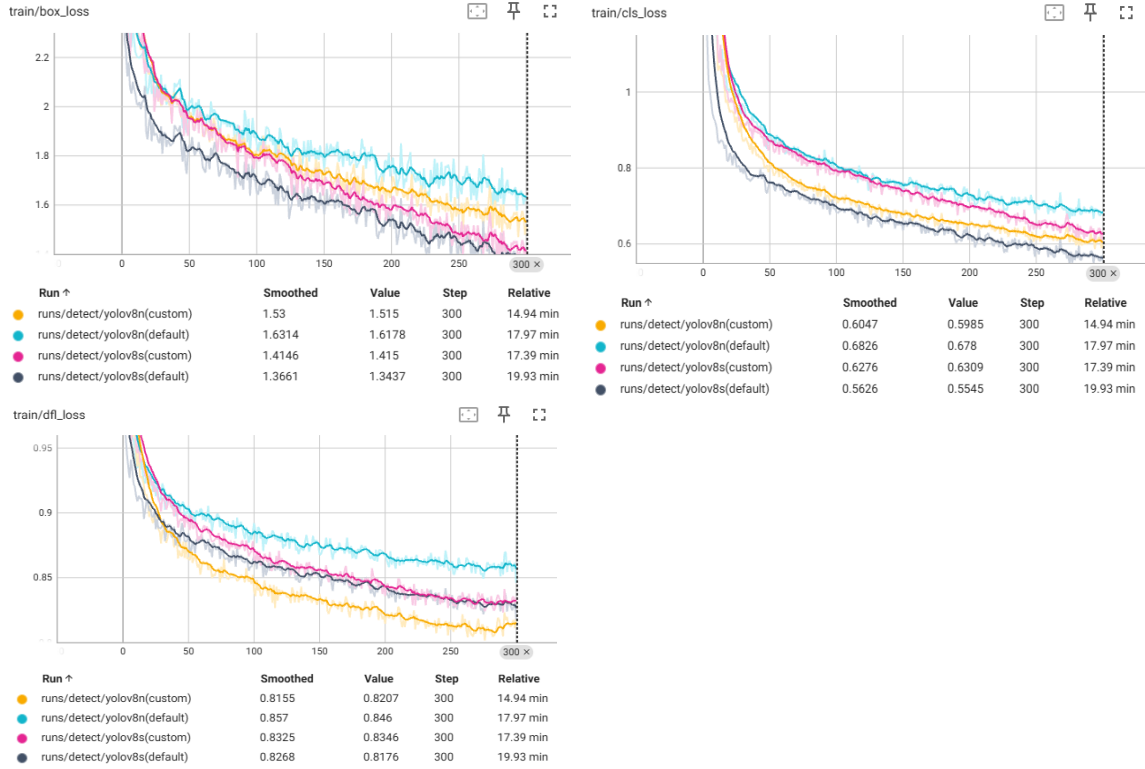 train/box_loss
2.2
2
1.8
1.6
0 50 100 150 200 250 300 ×
Run ↑ Smoothed Value Step Relative
runs/detect/yolov8n(custom) 1.53 1.515 300 14.94 min
runs/detect/yolov8n(default) 1.6314 1.6178 300 17.97 min
runs/detect/yolov8s(custom) 1.4146 1.415 300 17.39 min
runs/detect/yolov8s(default) 1.3661 1.3437 300 19.93 min
train/cls_loss
1
0.8
0.6
0 50 100 150 200 250 300 ×
Run ↑ Smoothed Value Step Relative
runs/detect/yolov8n(custom) 0.6047 0.5985 300 14.94 min
runs/detect/yolov8n(default) 0.6826 0.678 300 17.97 min
runs/detect/yolov8s(custom) 0.6276 0.6309 300 17.39 min
runs/detect/yolov8s(default) 0.5626 0.5545 300 19.93 min
train/dfl_loss
0.95
0.9
0.85
0 50 100 150 200 250 300 ×
Run ↑ Smoothed Value Step Relative
runs/detect/yolov8n(custom) 0.8155 0.8207 300 14.94 min
runs/detect/yolov8n(default) 0.857 0.846 300 17.97 min
runs/detect/yolov8s(custom) 0.8325 0.8346 300 17.39 min
runs/detect/yolov8s(default) 0.8268 0.8176 300 19.93 min